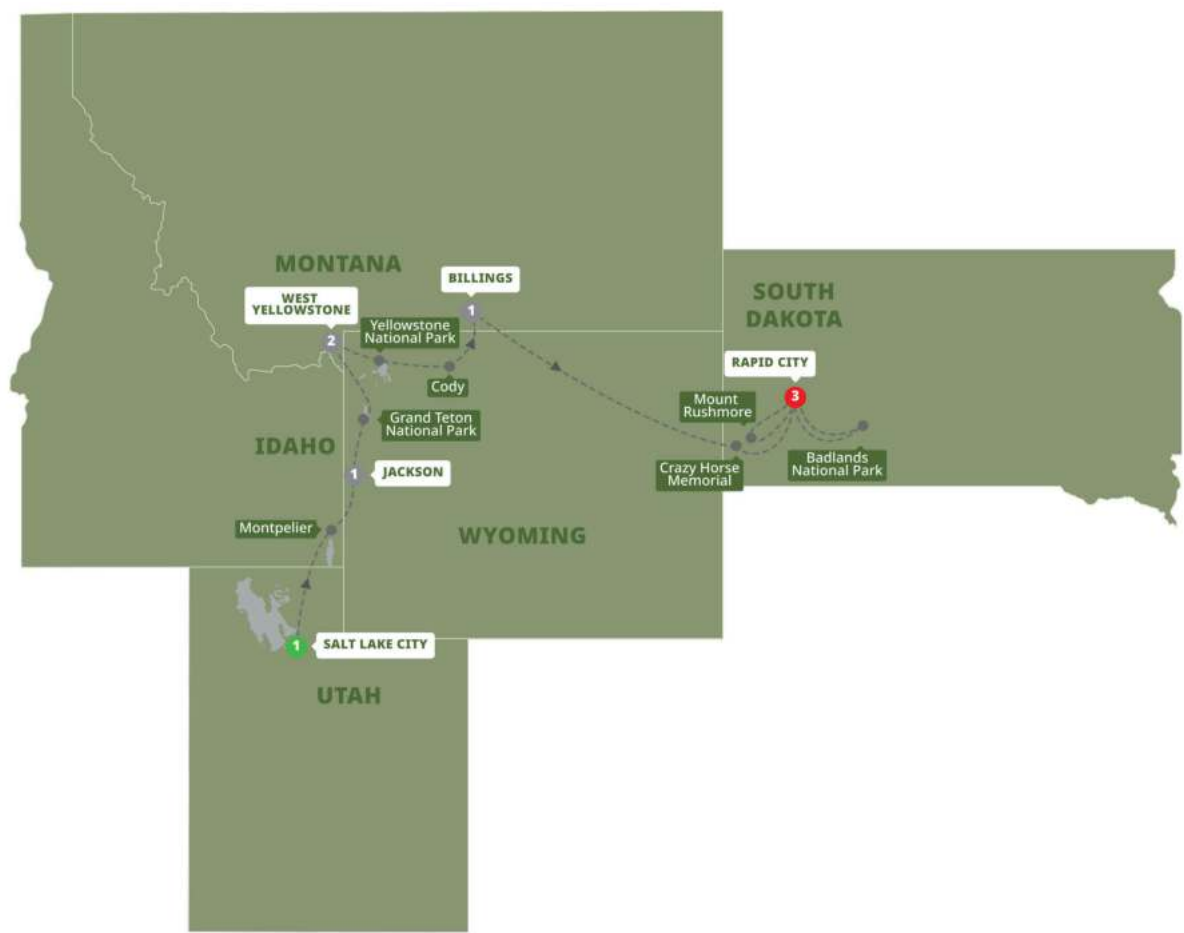 MONTANA
BILLINGS
1
WEST
YELLOWSTONE
2
Yellowstone
National Park
Cody
SOUTH
DAKOTA
RAPID CITY
3
Mount
Rushmore
Crazy Horse
Memorial
Badlands
National Park
IDAHO
Grand Teton
National Park
1
JACKSON
Montpelier
WYOMING
1
SALT LAKE CITY
UTAH